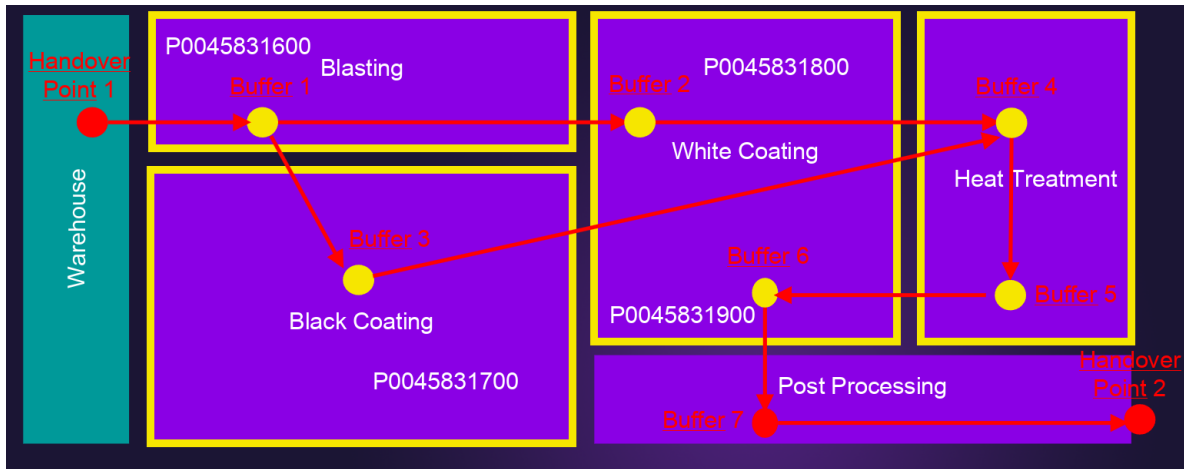 P0045831600
Blasting
Handover
Point 1
Buffer 1
Buffer 2
P0045831800
Buffer 4
White Coating
Heat Treatment
Warehouse
Buffer 3
Buffer 6
Buffer 5
Black Coating
P0045831900
P0045831700
Post Processing
Handover
Point 2
Buffer 7